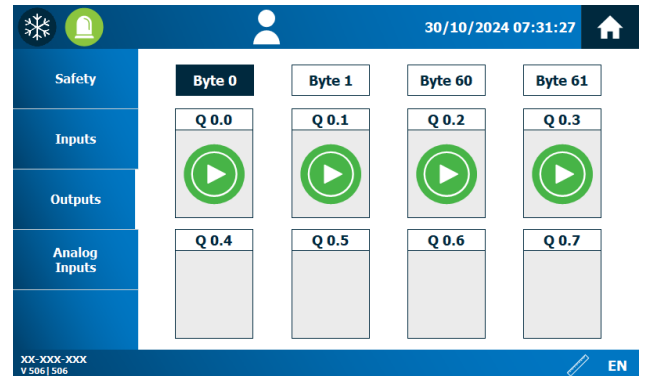 30/10/2024 07:31:27
Safety
Inputs
Outputs
Analog
Inputs
Byte 0 Byte 1 Byte 60 Byte 61
Q 0.0 Q 0.1 Q 0.2 Q 0.3
Q 0.4 Q 0.5 Q 0.6 Q 0.7
XX-XXX-XXX
V 506 | 506
EN